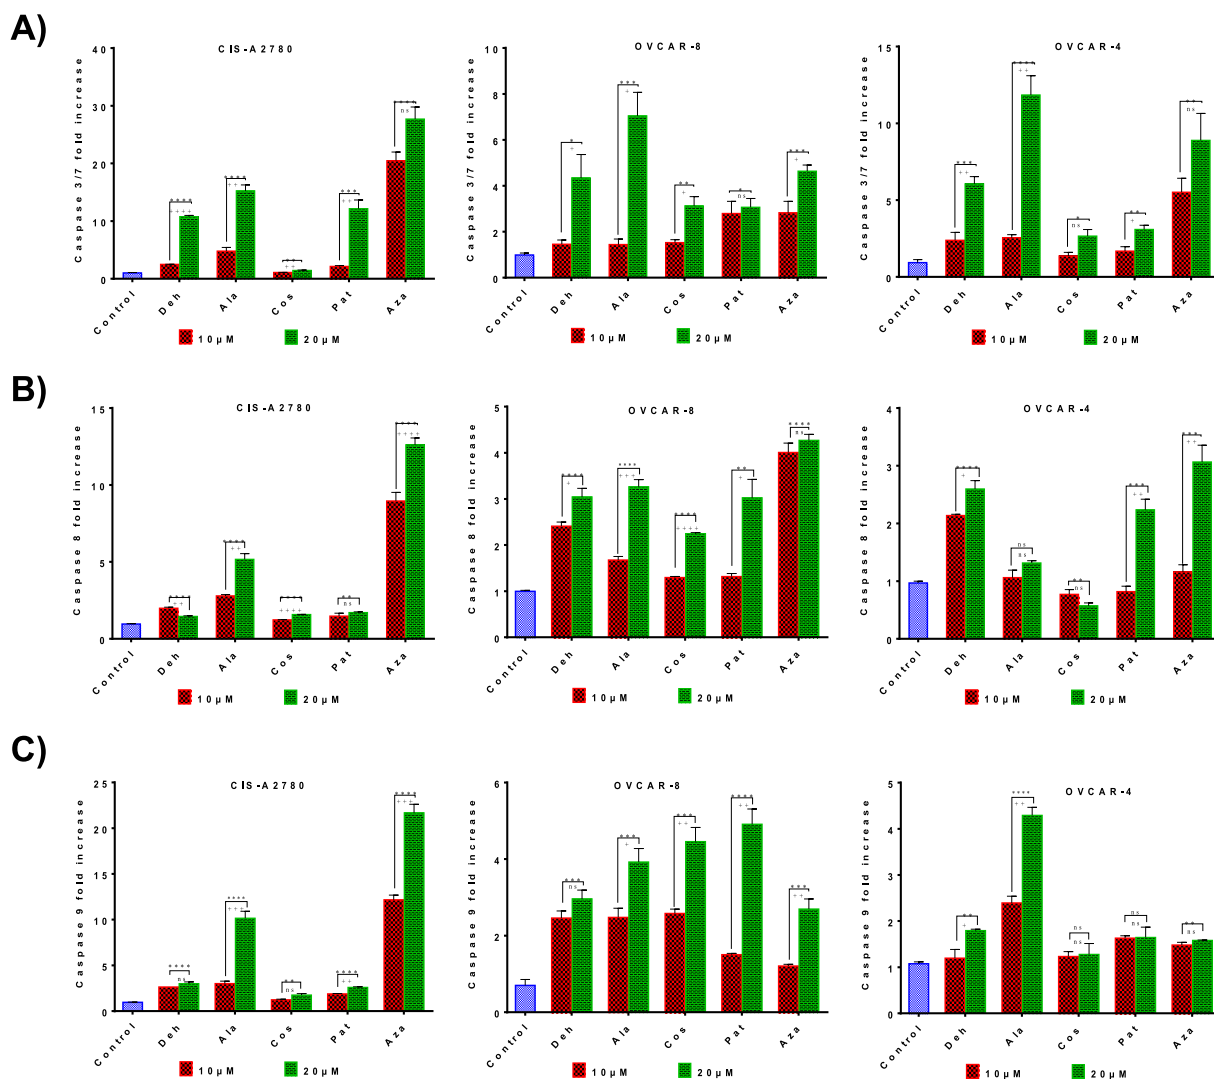 A)
CIS-A2780
Caspase 3/7 fold increase
40
30
20
10
0
Control Deh Ala Cos Pat Aza
10µM 20µM
OVCAR-8
Caspase 3/7 fold increase
10
8
6
4
2
0
Control Deh Ala Cos Pat Aza
10µM 20µM
OVCAR-4
Caspase 3/7 fold increase
15
10
5
0
Control Deh Ala Cos Pat Aza
10µM 20µM
B)
CIS-A2780
Caspase 8 fold increase
15
10
5
0
Control Deh Ala Cos Pat Aza
10µM 20µM
OVCAR-8
Caspase 8 fold increase
5
4
3
2
1
0
Control Deh Ala Cos Pat Aza
10µM 20µM
OVCAR-4
Caspase 8 fold increase
4
3
2
1
0
Control Deh Ala Cos Pat Aza
10µM 20µM
C)
CIS-A2780
Caspase 9 fold increase
25
20
15
10
5
0
Control Deh Ala Cos Pat Aza
10µM 20µM
OVCAR-8
Caspase 9 fold increase
6
4
2
0
Control Deh Ala Cos Pat Aza
10µM 20µM
OVCAR-4
Caspase 9 fold increase
5
4
3
2
1
0
Control Deh Ala Cos Pat Aza
10µM 20µM